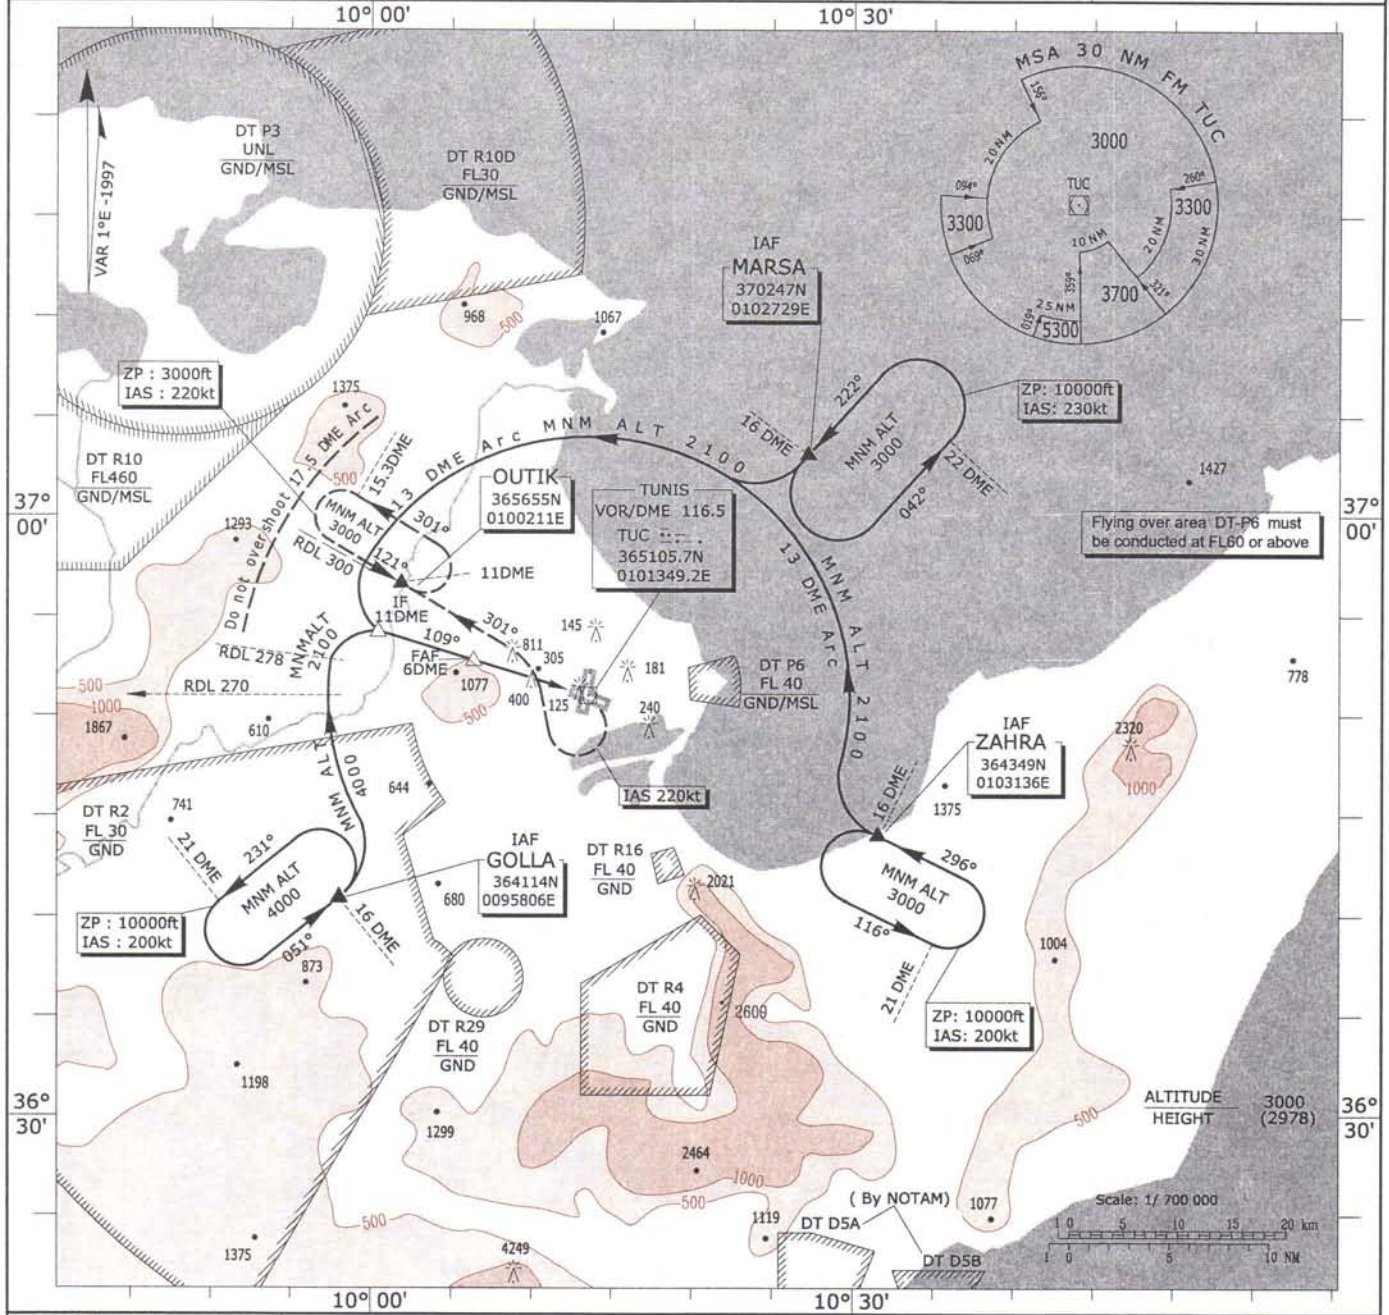 10° 00'
10° 30'
MSA 30 NM FM TUC
156°
20 NM
3000
TUC
094°
3300
069°
260°
3300
20 NM
30 NM
10 NM
359°
3700
321°
25 NM
019°
5300
VAR 1°E -1997
DT P3
UNL
GND/MSL
DT R10D
FL30
GND/MSL
IAF
MARSA
370247N
0102729E
968
500
1067
ZP : 3000ft
IAS : 220kt
1375
ZP: 10000ft
IAS: 230kt
222°
MNM ALT
3000
042°
16 DME
22 DME
13 DME Arc MNM ALT 2100
DT R10
FL460
GND/MSL
Do not overshoot 17.5 DME Arc
500
15.3DME
OUTIK
365655N
0100211E
TUNIS
VOR/DME 116.5
TUC
365105.7N
0101349.2E
1427
37°
00'
37°
00'
Flying over area DT-P6 must
be conducted at FL60 or above
1293
MNM ALT
3000
301°
121°
RDL 300
11DME
IF
11DME
13 DME Arc
MNM ALT 2100
MNMALT
2100
RDL 278
109°
301°
FAF
6DME
811
305
145
181
400
125
240
1077
500
DT P6
FL 40
GND/MSL
778
RDL 270
500
1000
1867
610
MNM ALT
4000
644
IAS 220kt
IAF
ZAHRA
364349N
0103136E
2320
1000
1375
16 DME
DT R2
FL 30
GND
741
21 DME
231°
MNM ALT
4000
051°
IAF
GOLLA
364114N
0095806E
680
16 DME
ZP : 10000ft
IAS : 200kt
DT R16
FL 40
GND
2021
296°
MNM ALT
3000
116°
21 DME
ZP: 10000ft
IAS: 200kt
1004
873
DT R29
FL 40
GND
DT R4
FL 40
GND
2609
1198
1299
2464
1000
500
500
500
ALTITUDE 3000
HEIGHT (2978)
36°
30'
36°
30'
1375
4249
1119
( By NOTAM)
DT D5A
DT D5B
1077
Scale: 1/ 700 000
1 0 5 10 15 20 km
1 0 5 10 NM
10° 00'
10° 30'